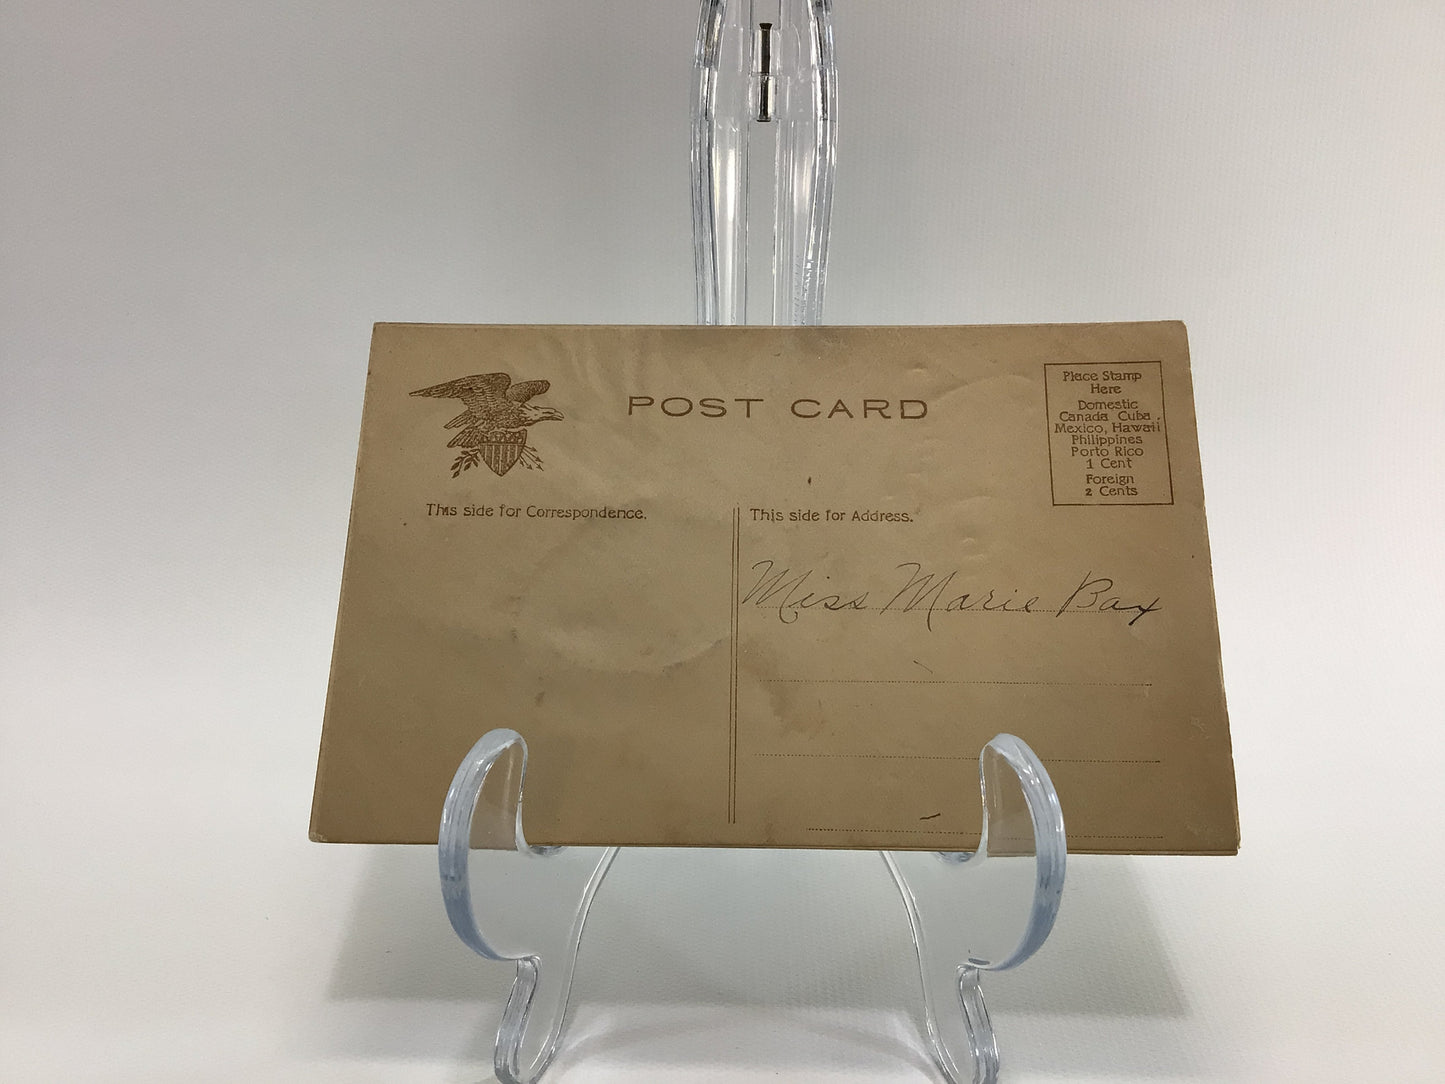 POST CARD
Place Stamp
Here
Domestic
Canada Cuba
Mexico, Hawaii
Philippines
Porto Rico
1 Cent
Foreign
2 Cents
This side for Correspondence.
This side for Address.
Miss Marie Bax